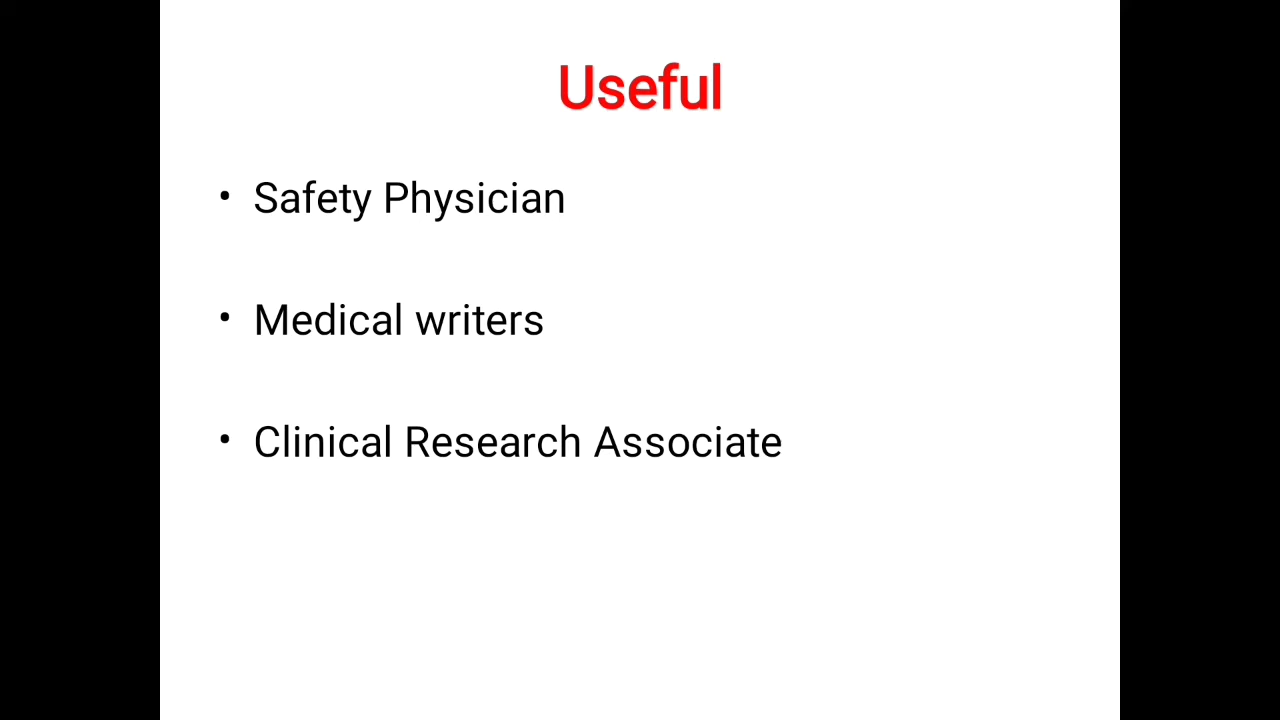 Useful
• Safety Physician
• Medical writers
• Clinical Research Associate